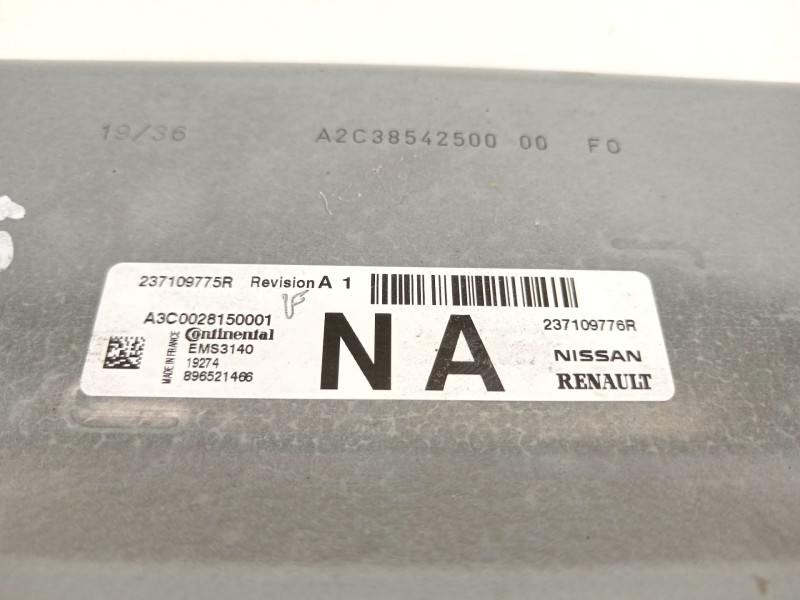 19/36 A2C38542500 00 F0
237109775R Revision A 1
A3C0028150001
Continental
EMS3140
19274
896521466
MADE IN FRANCE
NA
237109776R
NISSAN
RENAULT